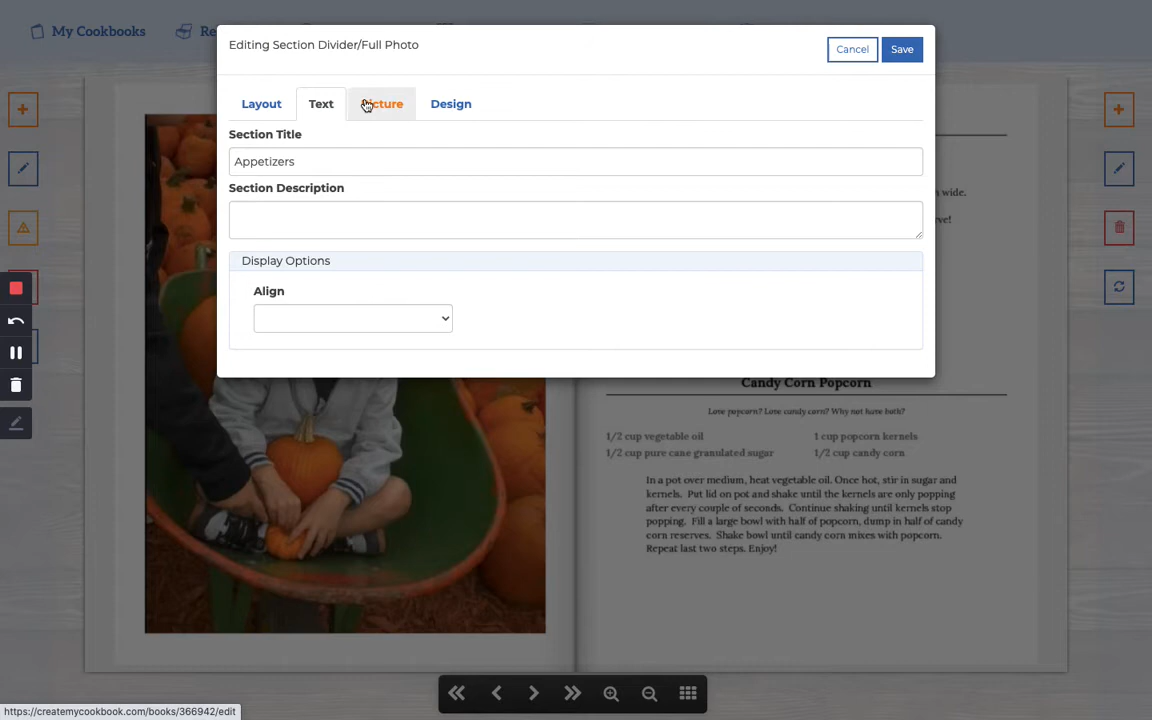 My Cookbooks
Re
Editing Section Divider/Full Photo
Cancel
Save
Layout
Text
Picture
Design
Section Title
Appetizers
Section Description
Display Options
Align
wide.
ve!
Candy Corn Popcorn
Love popcorn? Love candy corn? Why not have both?
1/2 cup vegetable oil
1 cup popcorn kernels
1/2 cup pure cane granulated sugar
1/2 cup candy corn
In a pot over medium, heat vegetable oil. Once hot, stir in sugar and
kernels. Put lid on pot and shake until the kernels are only popping
after every couple of seconds. Continue shaking until kernels stop
popping. Fill a large bowl with half of popcorn, dump in half of candy
corn reserves. Shake bowl until candy corn mixes with popcorn.
Repeat last two steps. Enjoy!
https://createmycookbook.com/books/366942/edit